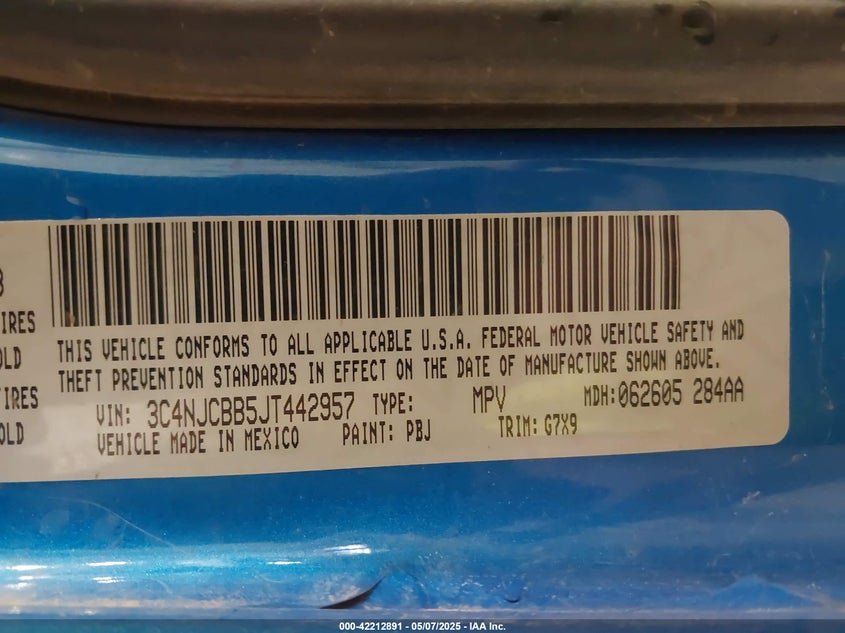 8
IRES
OLD
TIRES
OLD
THIS VEHICLE CONFORMS TO ALL APPLICABLE U.S.A. FEDERAL MOTOR VEHICLE SAFETY AND
THEFT PREVENTION STANDARDS IN EFFECT ON THE DATE OF MANUFACTURE SHOWN ABOVE.
VIN: 3C4NJCBB5JT442957 TYPE: MPV MDH:062605 284AA
VEHICLE MADE IN MEXICO PAINT: PBJ TRIM: G7X9
000-42212891 - 05/07/2025 - IAA Inc.